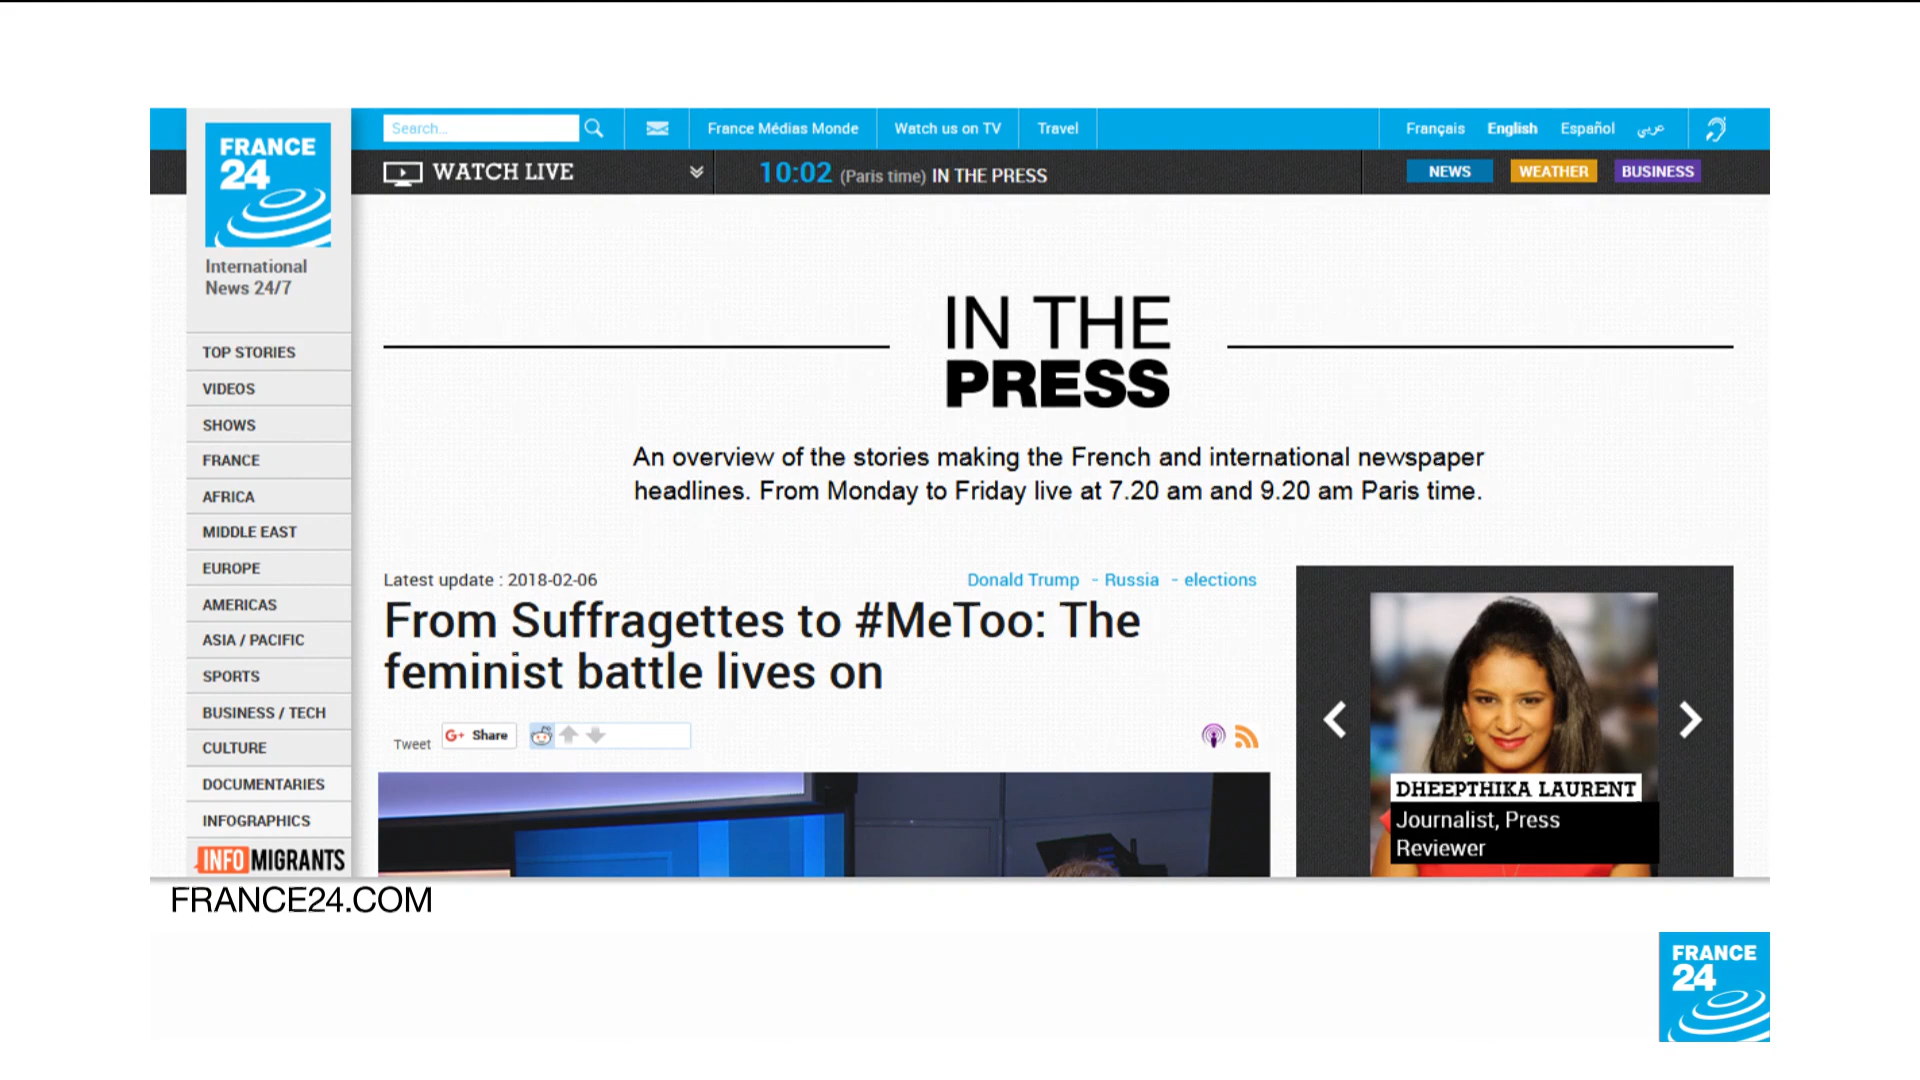 FRANCE
24
International
News 24/7
Search...
France Médias Monde
Watch us on TV
Travel
Français
English
Español
عربي
WATCH LIVE
10:02 (Paris time) IN THE PRESS
NEWS
WEATHER
BUSINESS
TOP STORIES
VIDEOS
SHOWS
FRANCE
AFRICA
MIDDLE EAST
EUROPE
AMERICAS
ASIA / PACIFIC
SPORTS
BUSINESS / TECH
CULTURE
DOCUMENTARIES
INFOGRAPHICS
INFOMIGRANTS
IN THE
PRESS
An overview of the stories making the French and international newspaper
headlines. From Monday to Friday live at 7.20 am and 9.20 am Paris time.
Latest update : 2018-02-06
Donald Trump - Russia - elections
From Suffragettes to #MeToo: The
feminist battle lives on
Tweet
G+ Share
DHEEPTHIKA LAURENT
Journalist, Press
Reviewer
FRANCE24.COM
FRANCE
24